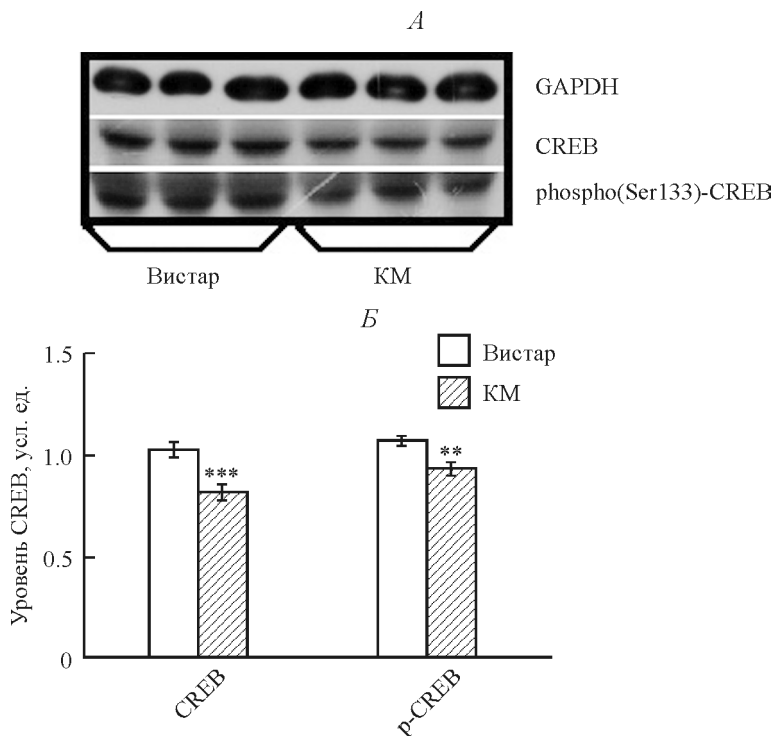 А
GAPDH
CREB
phospho(Ser133)-CREB
Вистар КМ
Б
Вистар
КМ
Уровень CREB, усл. ед.
1.5
1.0
0.5
0
***
**
CREB
p-CREB